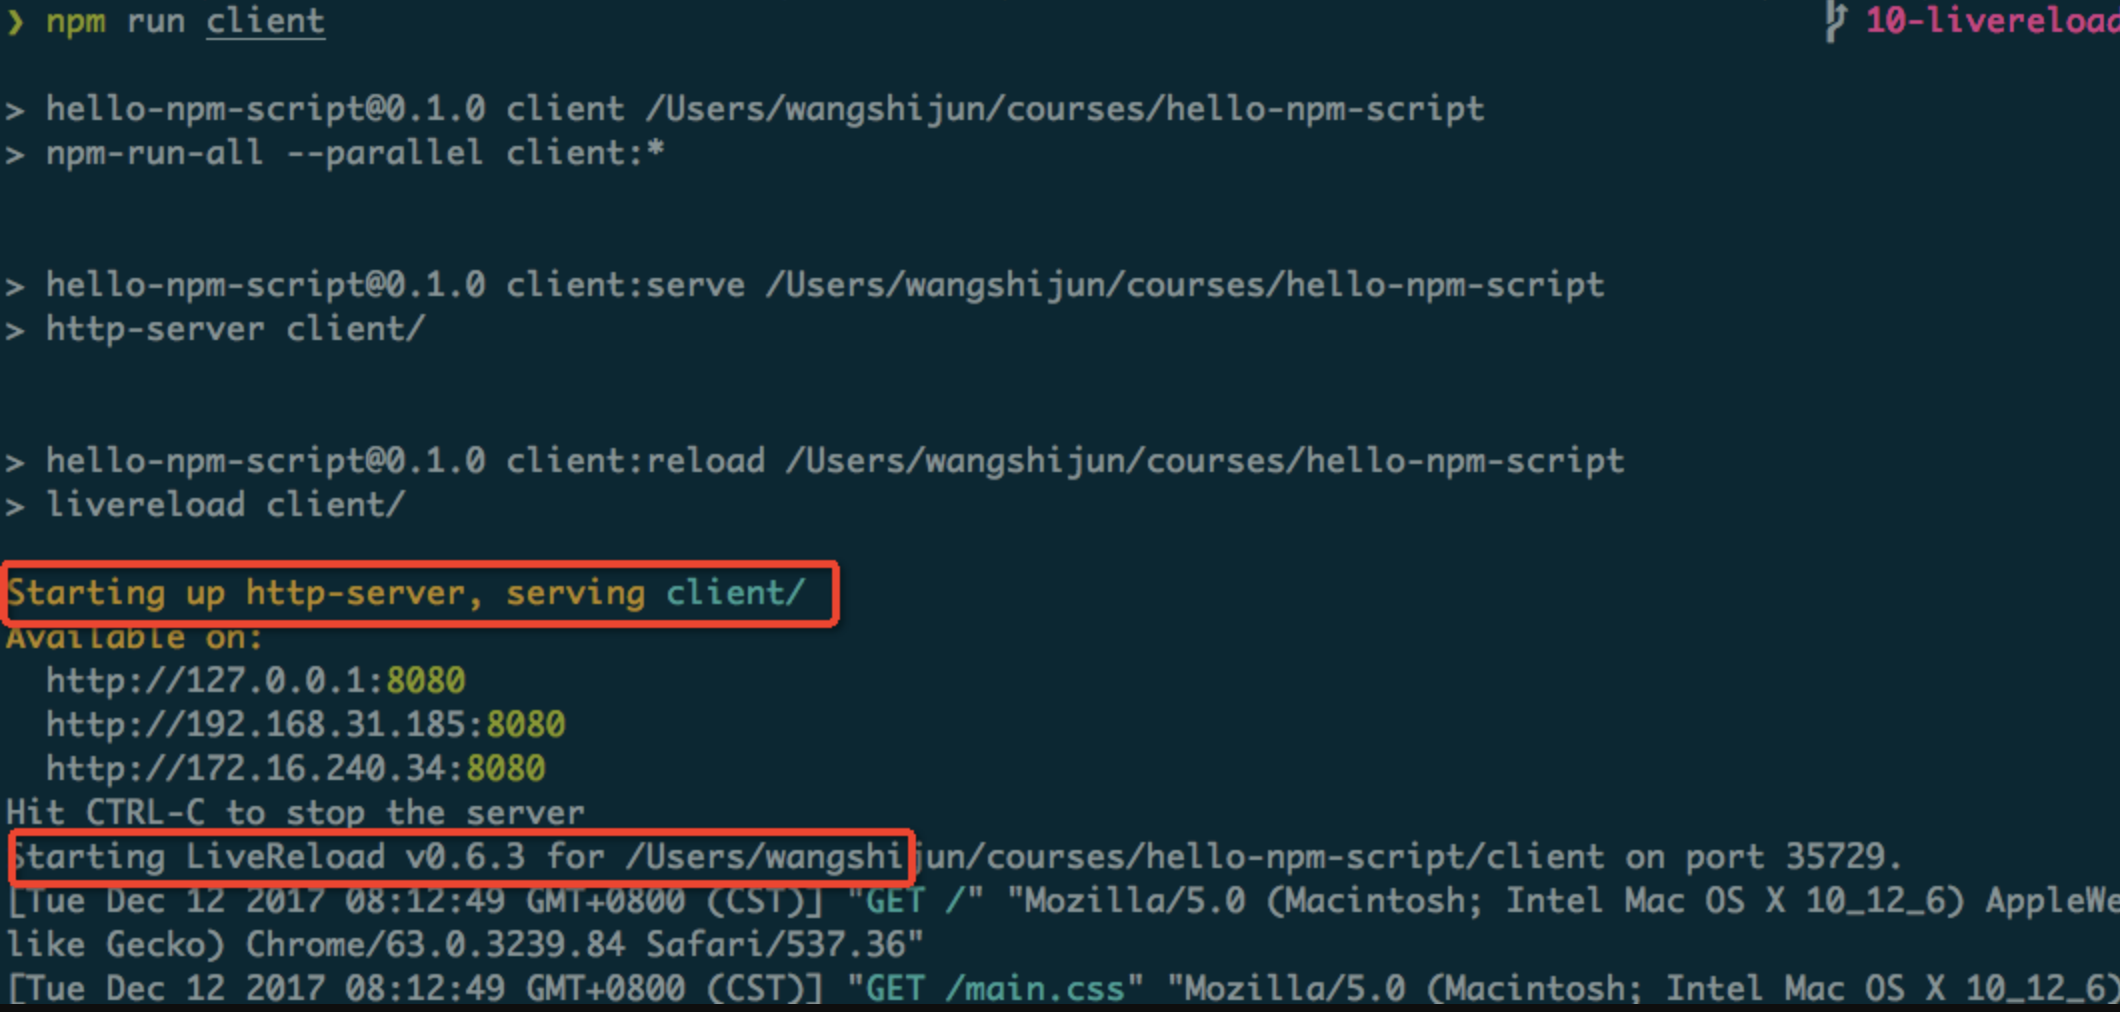 ❯ npm run client 10-livereload
> hello-npm-script@0.1.0 client /Users/wangshijun/courses/hello-npm-script
> npm-run-all --parallel client:*
> hello-npm-script@0.1.0 client:serve /Users/wangshijun/courses/hello-npm-script
> http-server client/
> hello-npm-script@0.1.0 client:reload /Users/wangshijun/courses/hello-npm-script
> livereload client/
Starting up http-server, serving client/
Available on:
http://127.0.0.1:8080
http://192.168.31.185:8080
http://172.16.240.34:8080
Hit CTRL-C to stop the server
Starting LiveReload v0.6.3 for /Users/wangshijun/courses/hello-npm-script/client on port 35729.
[Tue Dec 12 2017 08:12:49 GMT+0800 (CST)] "GET /" "Mozilla/5.0 (Macintosh; Intel Mac OS X 10_12_6) AppleWe
like Gecko) Chrome/63.0.3239.84 Safari/537.36"
[Tue Dec 12 2017 08:12:49 GMT+0800 (CST)] "GET /main.css" "Mozilla/5.0 (Macintosh; Intel Mac OS X 10_12_6)